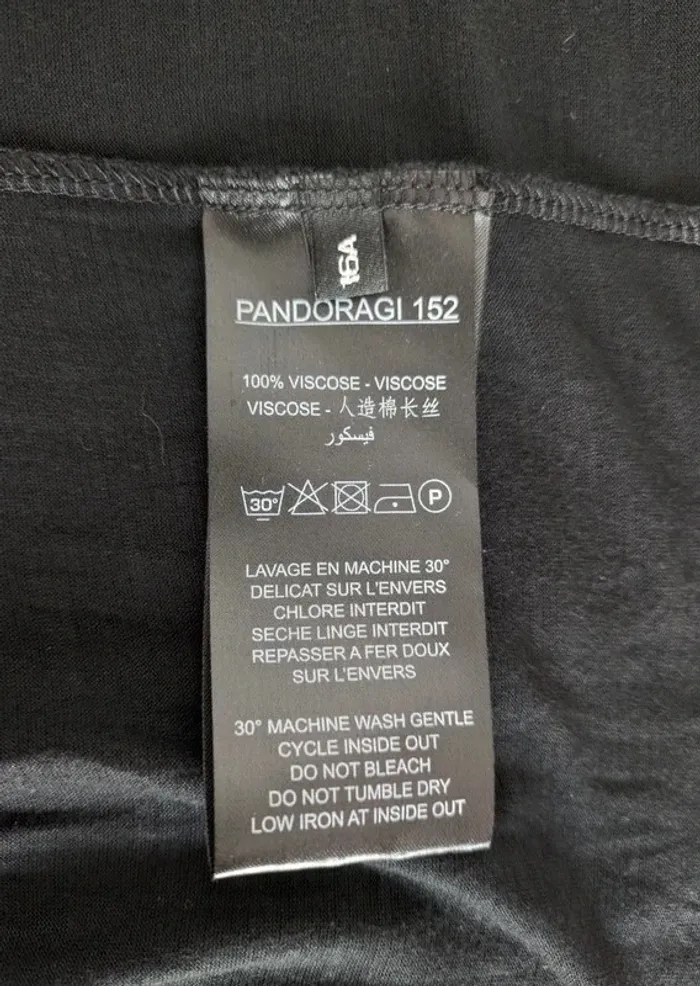 16A
PANDORAGI 152
100% VISCOSE - VISCOSE
VISCOSE - 人造棉长丝
فيسكور
30° P
LAVAGE EN MACHINE 30°
DELICAT SUR L'ENVERS
CHLORE INTERDIT
SECHE LINGE INTERDIT
REPASSER A FER DOUX
SUR L'ENVERS
30° MACHINE WASH GENTLE
CYCLE INSIDE OUT
DO NOT BLEACH
DO NOT TUMBLE DRY
LOW IRON AT INSIDE OUT